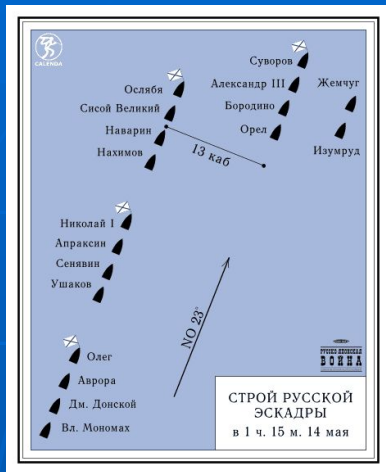 CALENDA
Суворов
Александр III
Бородино
Орел
Жемчуг
Изумруд
Ослябя
Сисой Великий
Наварин
Нахимов
13 каб
Николай 1
Апраксин
Сенявин
Ушаков
NO 23°
Олег
Аврора
Дм. Донской
Вл. Мономах
РУССКО-ЯПОНСКАЯ
ВОЙНА
СТРОЙ РУССКОЙ
ЭСКАДРЫ
в 1 ч. 15 м. 14 мая